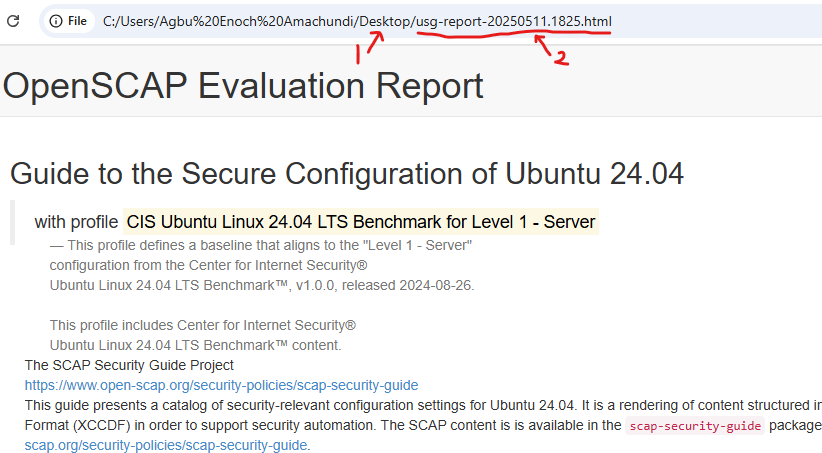 File C:/Users/Agbu%20Enoch%20Amachundi/Desktop/usg-report-20250511.1825.html
1 2
OpenSCAP Evaluation Report
Guide to the Secure Configuration of Ubuntu 24.04
with profile CIS Ubuntu Linux 24.04 LTS Benchmark for Level 1 - Server
— This profile defines a baseline that aligns to the "Level 1 - Server"
configuration from the Center for Internet Security®
Ubuntu Linux 24.04 LTS Benchmark™, v1.0.0, released 2024-08-26.
This profile includes Center for Internet Security®
Ubuntu Linux 24.04 LTS Benchmark™ content.
The SCAP Security Guide Project
https://www.open-scap.org/security-policies/scap-security-guide
This guide presents a catalog of security-relevant configuration settings for Ubuntu 24.04. It is a rendering of content structured in
Format (XCCDF) in order to support security automation. The SCAP content is is available in the scap-security-guide package
scap.org/security-policies/scap-security-guide.